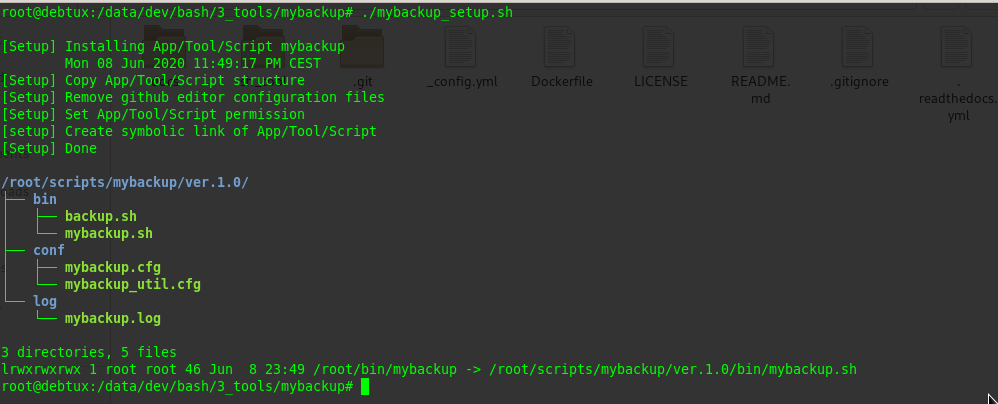 root@debtux:/data/dev/bash/3_tools/mybackup# ./mybackup_setup.sh
[Setup] Installing App/Tool/Script mybackup
Mon 08 Jun 2020 11:49:17 PM CEST
[Setup] Copy App/Tool/Script structure
[Setup] Remove github editor configuration files
[Setup] Set App/Tool/Script permission
[setup] Create symbolic link of App/Tool/Script
[Setup] Done
/root/scripts/mybackup/ver.1.0/
├── bin
│   ├── backup.sh
│   └── mybackup.sh
├── conf
│   ├── mybackup.cfg
│   └── mybackup_util.cfg
└── log
    └── mybackup.log
3 directories, 5 files
lrwxrwxrwx 1 root root 46 Jun  8 23:49 /root/bin/mybackup -> /root/scripts/mybackup/ver.1.0/bin/mybackup.sh
root@debtux:/data/dev/bash/3_tools/mybackup#
.git
_config.yml
Dockerfile
LICENSE
README.
md
.gitignore
.
readthedocs.
yml